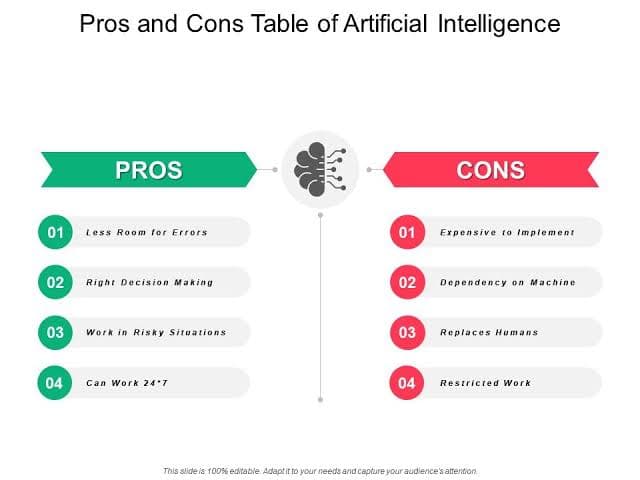 Pros and Cons Table of Artificial Intelligence
PROS
01 Less Room for Errors
02 Right Decision Making
03 Work in Risky Situations
04 Can Work 24*7
CONS
01 Expensive to Implement
02 Dependency on Machine
03 Replaces Humans
04 Restricted Work
This slide is 100% editable. Adapt it to your needs and capture your audience's attention.